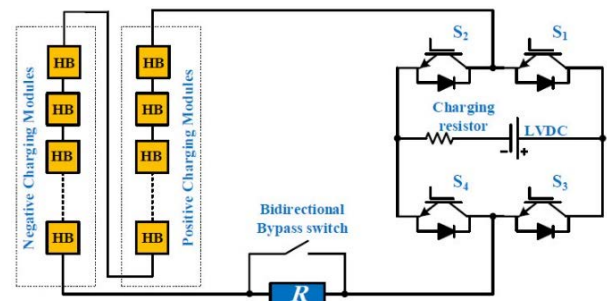 Negative Charging Modules
HB
HB
HB
HB
Positive Charging Modules
HB
HB
HB
HB
S₂
S₁
Charging
resistor
LVDC
- +
S₄
S₃
Bidirectional
Bypass switch
R